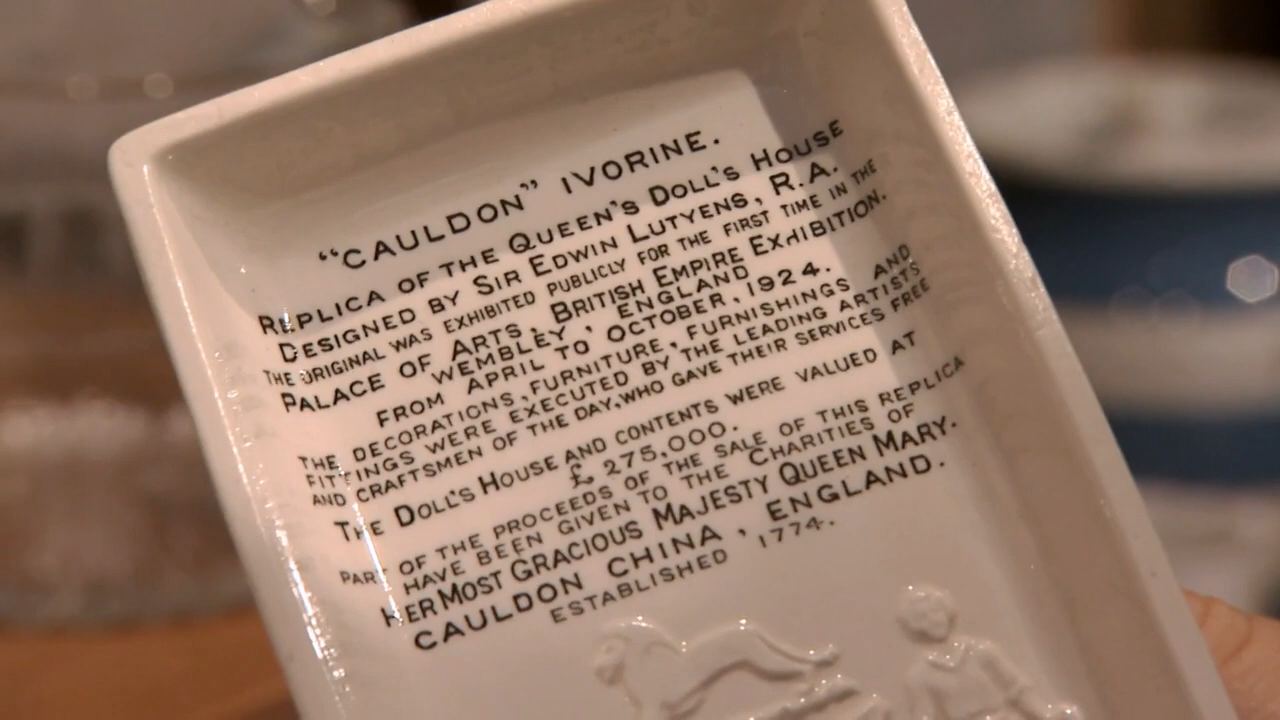 “CAULDON” IVORINE.
REPLICA OF THE QUEEN'S DOLL'S HOUSE
DESIGNED BY SIR EDWIN LUTYENS, R.A.
THE ORIGINAL WAS EXHIBITED PUBLICLY FOR THE FIRST TIME IN THE
PALACE OF ARTS, BRITISH EMPIRE EXHIBITION.
WEMBLEY, ENGLAND
FROM APRIL TO OCTOBER, 1924.
THE DECORATIONS, FURNITURE, FURNISHINGS AND
FITTINGS WERE EXECUTED BY THE LEADING ARTISTS
AND CRAFTSMEN OF THE DAY, WHO GAVE THEIR SERVICES FREE
THE DOLL'S HOUSE AND CONTENTS WERE VALUED AT
£ 275,000.
PART OF THE PROCEEDS OF THE SALE OF THIS REPLICA
HAVE BEEN GIVEN TO THE CHARITIES OF
HER MOST GRACIOUS MAJESTY QUEEN MARY.
CAULDON CHINA, ENGLAND.
ESTABLISHED 1774.